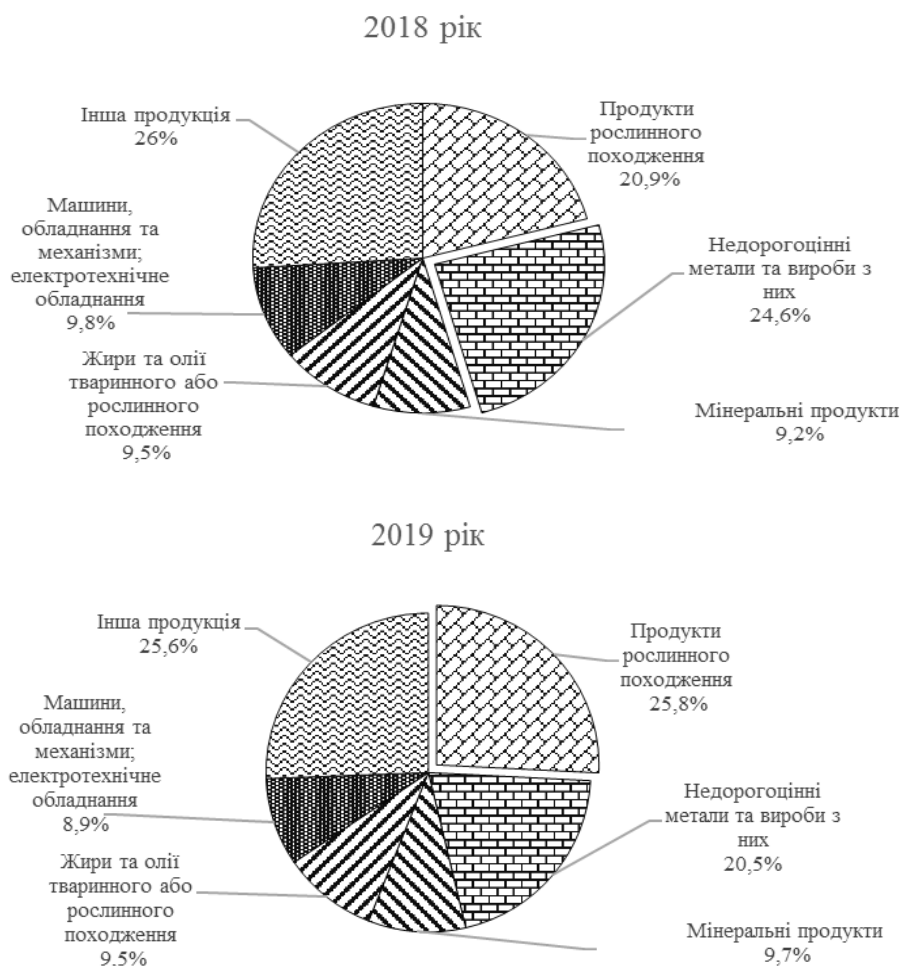 2018 рік
Інша продукція
26%
Продукти
рослинного
походження
20,9%
Машини,
обладнання та
механізми;
електротехнічне
обладнання
9,8%
Недорогоцінні
метали та вироби з
них
24,6%
Жири та олії
тваринного або
рослинного
походження
9,5%
Мінеральні продукти
9,2%
2019 рік
Інша продукція
25,6%
Продукти
рослинного
походження
25,8%
Машини,
обладнання та
механізми;
електротехнічне
обладнання
8,9%
Недорогоцінні
метали та вироби з
них
20,5%
Жири та олії
тваринного або
рослинного
походження
9,5%
Мінеральні продукти
9,7%